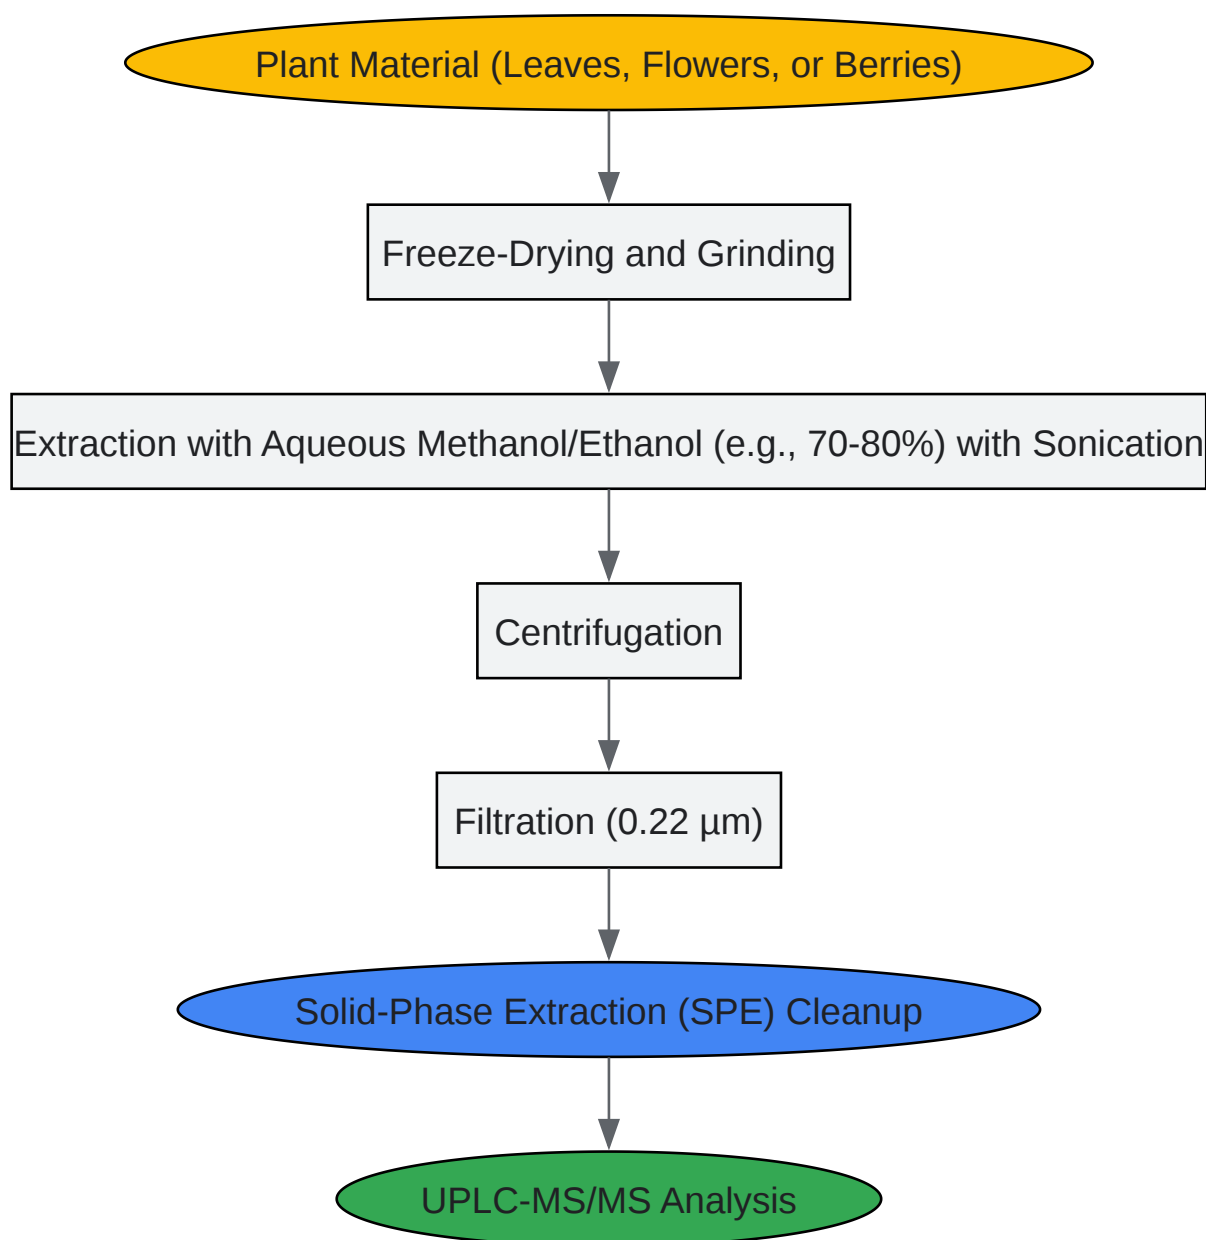 Plant Material (Leaves, Flowers, or Berries)
Freeze-Drying and Grinding
Extraction with Aqueous Methanol/Ethanol (e.g., 70-80%) with Sonication
Centrifugation
Filtration (0.22 µm)
Solid-Phase Extraction (SPE) Cleanup
UPLC-MS/MS Analysis